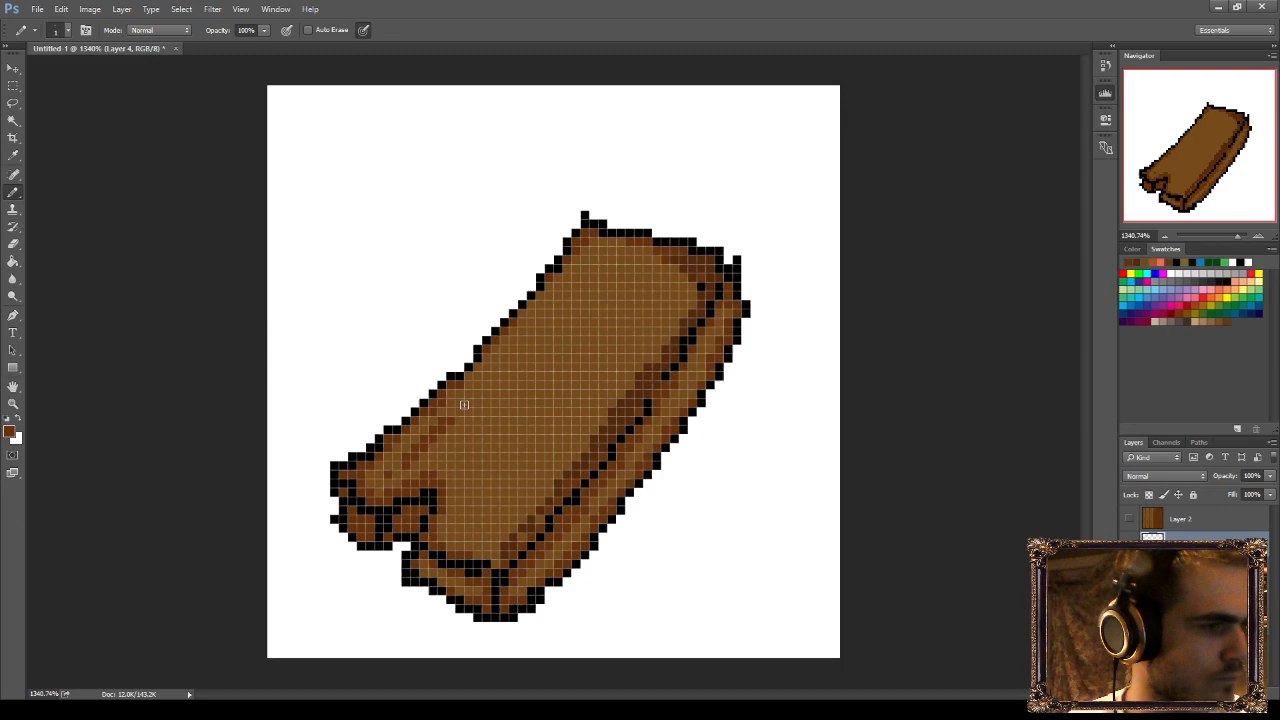 Ps File Edit Image Layer Type Select Filter View Window Help
1 Mode: Normal Opacity: 100% Auto Erase Essentials
Untitled-1 @ 1340% (Layer 4, RGB/8) * ×
Navigator
1340.74%
Color Swatches
Layers Channels Paths
Kind
Normal Opacity: 100%
Lock: Fill: 100%
Layer 2
1340.74% Doc: 12.0K/143.2K